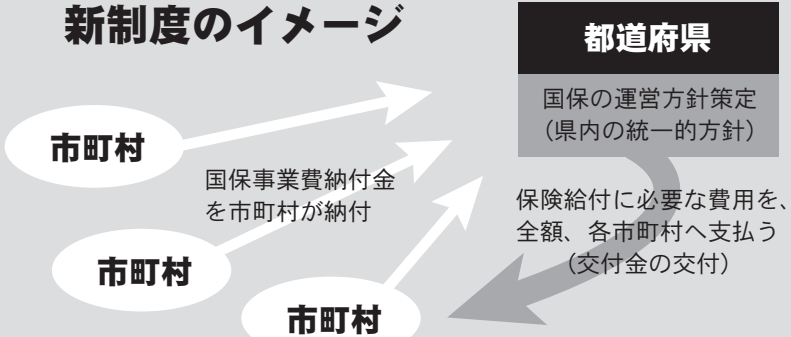 新制度のイメージ
都道府県
国保の運営方針策定
（県内の統一的方針）
市町村
国保事業費納付金
を市町村が納付
保険給付に必要な費用を、
全額、各市町村へ支払う
（交付金の交付）
市町村
市町村